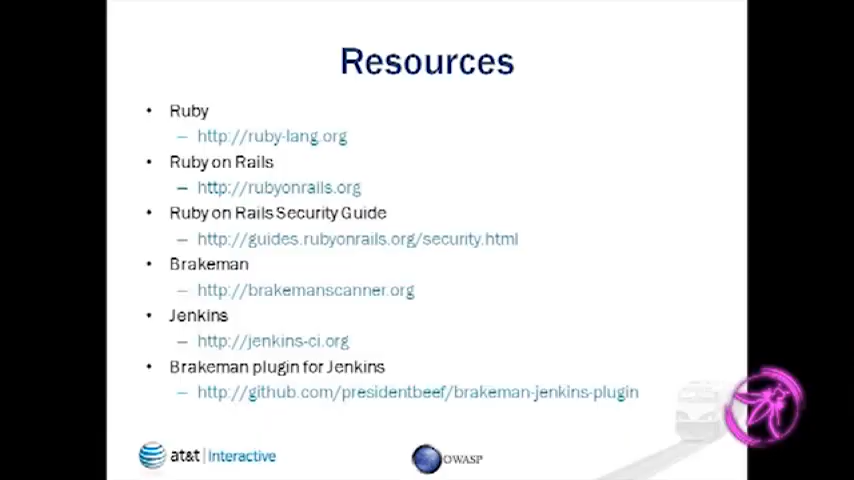 Resources
• Ruby
– http://ruby-lang.org
• Ruby on Rails
– http://rubyonrails.org
• Ruby on Rails Security Guide
– http://guides.rubyonrails.org/security.html
• Brakeman
– http://brakemanscanner.org
• Jenkins
– http://jenkins-ci.org
• Brakeman plugin for Jenkins
– http://github.com/presidentbeef/brakeman-jenkins-plugin
at&t | Interactive
OWASP